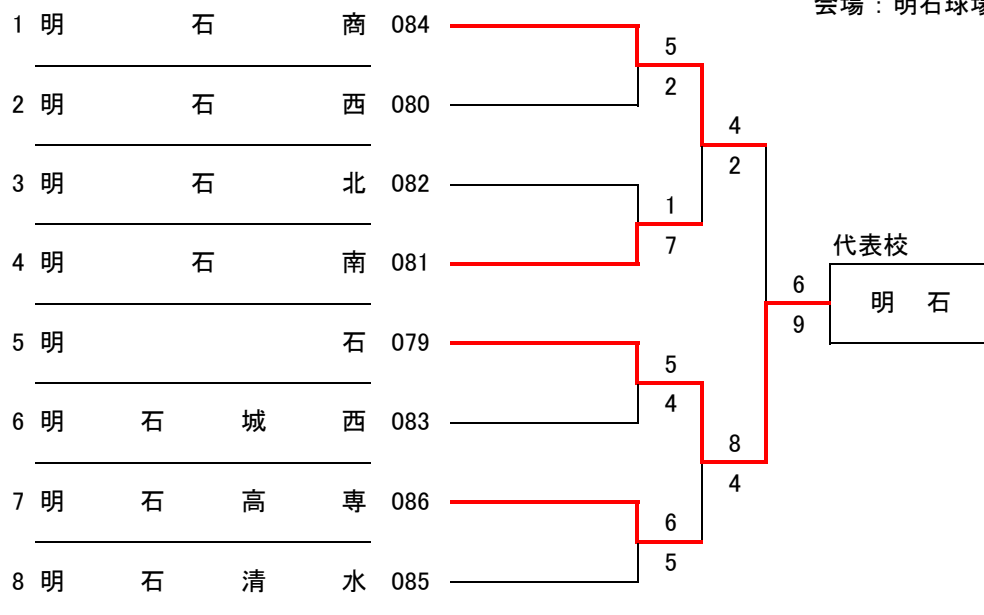 会場：明石球場
1 明石商 084
5
2 明石西 080
2
4
2
3 明石北 082
1
4 明石南 081
7
代表校
明石
6
9
5 明石 079
5
6 明石城西 083
4
8
4
7 明石高専 086
6
8 明石清水 085
5